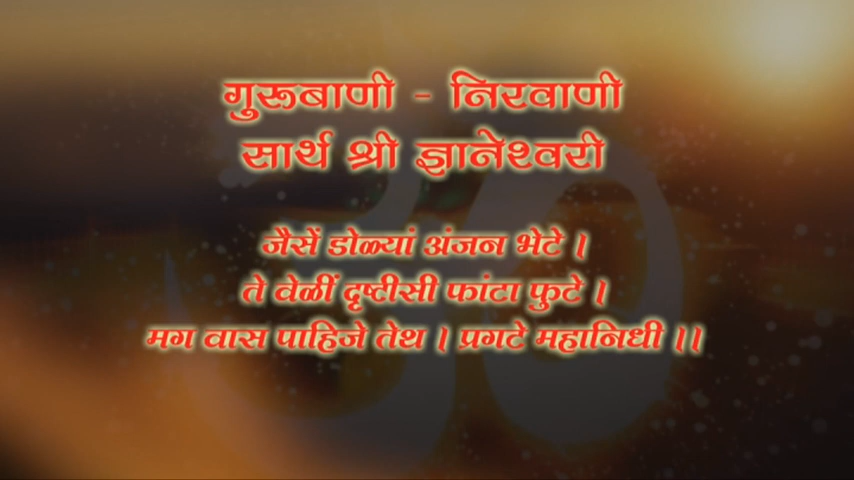 गुरूबाणी - निरवाणी
सार्थ श्री ज्ञानेश्वरी
जैसें डोळ्यां अंजन भेटे ।
ते वेळीं दृष्टीसी फांटा फुटे ।
मग वास पाहिजे तेथ । प्रगटे महानिधी ।।